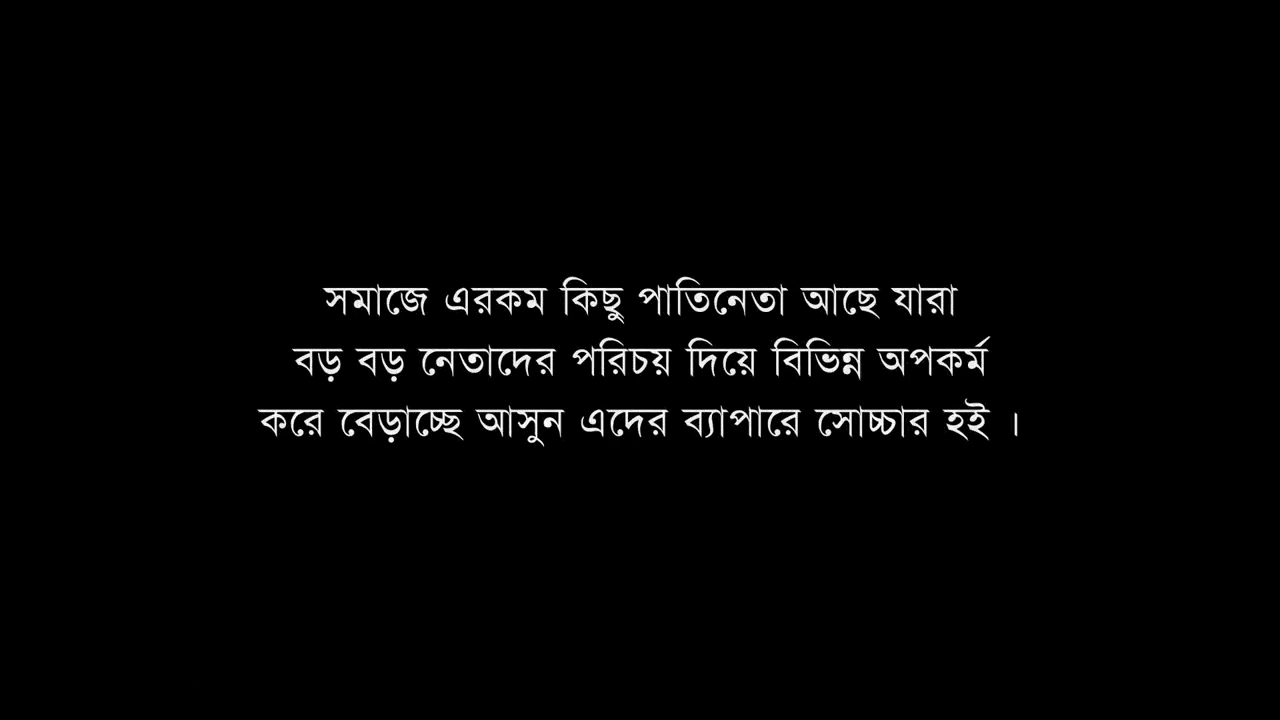 সমাজে এরকম কিছু পাতিনেতা আছে যারা
বড় বড় নেতাদের পরিচয় দিয়ে বিভিন্ন অপকর্ম
করে বেড়াচ্ছে আসুন এদের ব্যাপারে সোচ্চার হই ।